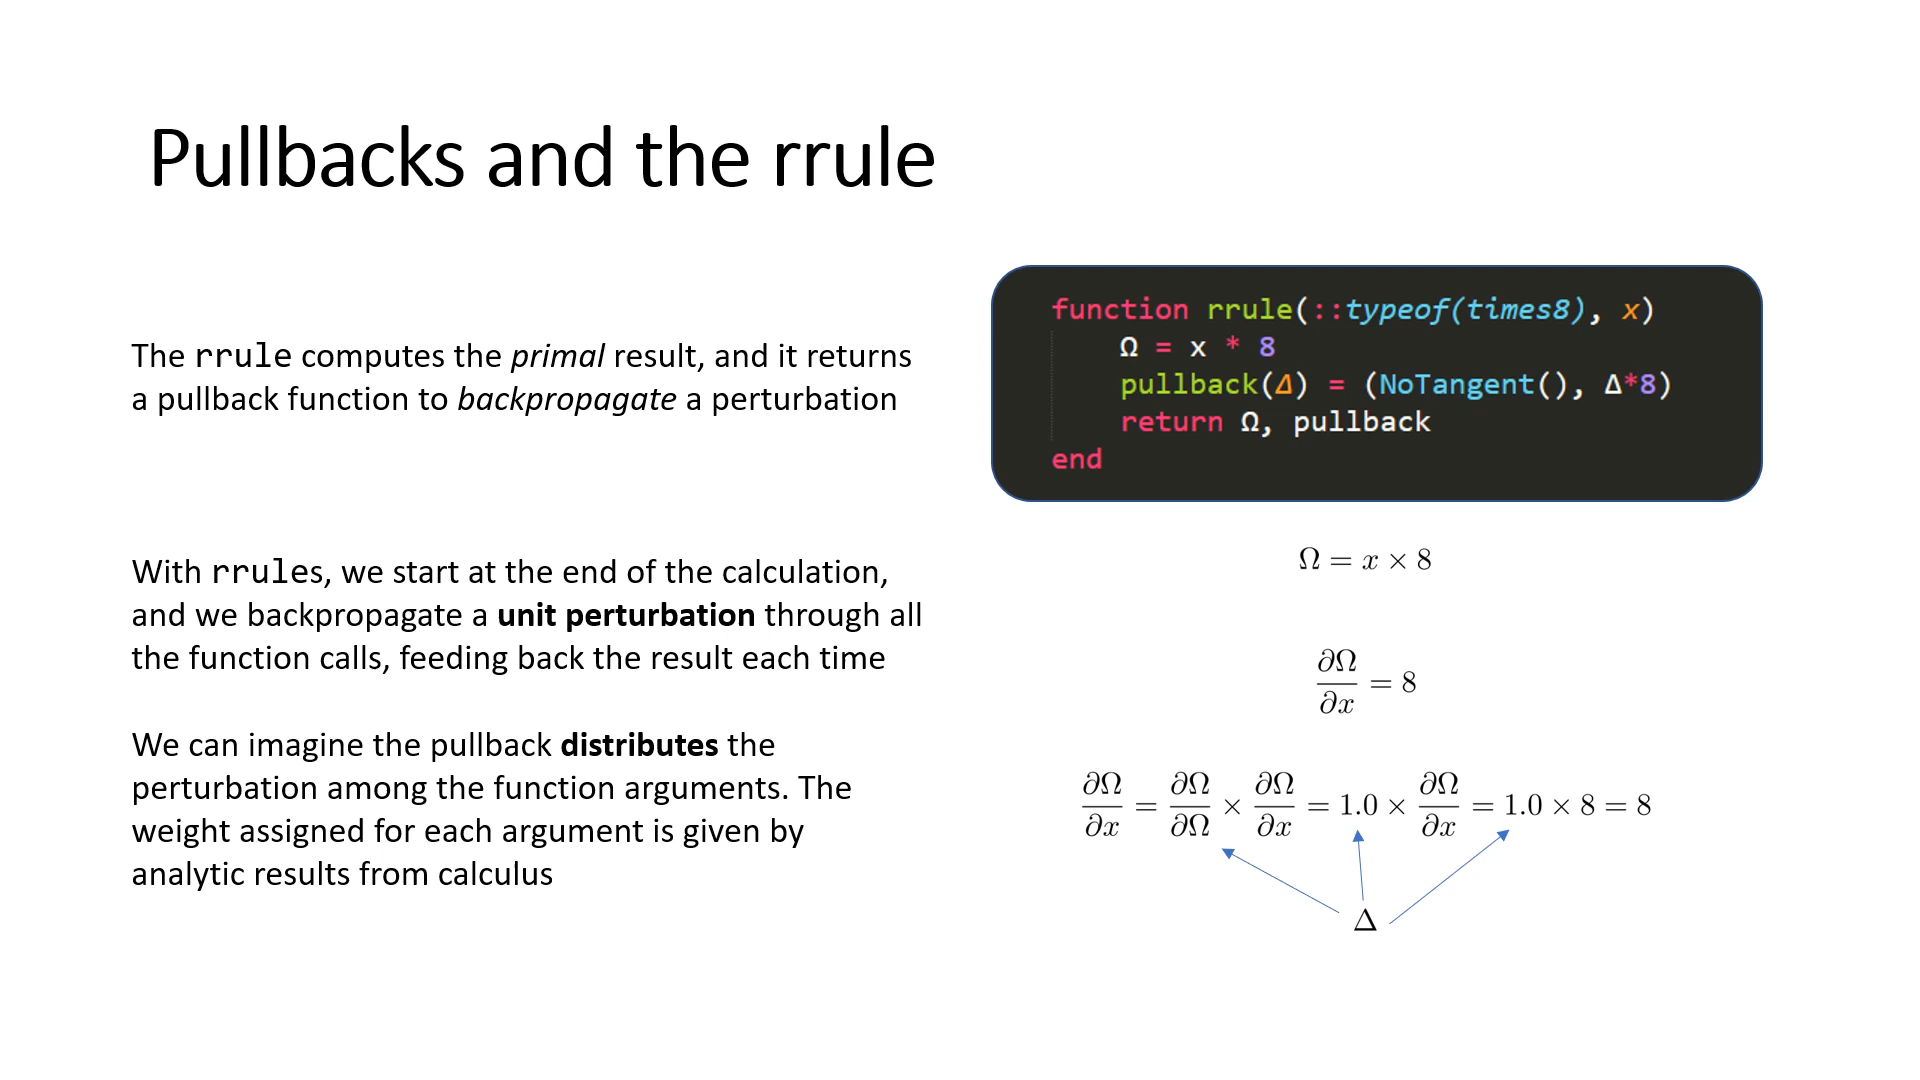 Pullbacks and the rrule
The rrule computes the primal result, and it returns
a pullback function to backpropagate a perturbation
With rrules, we start at the end of the calculation,
and we backpropagate a unit perturbation through all
the function calls, feeding back the result each time
We can imagine the pullback distributes the
perturbation among the function arguments. The
weight assigned for each argument is given by
analytic results from calculus
function rrule(::typeof(times8), x)
Ω = x * 8
pullback(Δ) = (NoTangent(), Δ*8)
return Ω, pullback
end
Ω = x × 8
∂Ω/∂x = 8
∂Ω/∂x = ∂Ω/∂Ω × ∂Ω/∂x = 1.0 × ∂Ω/∂x = 1.0 × 8 = 8
Δ